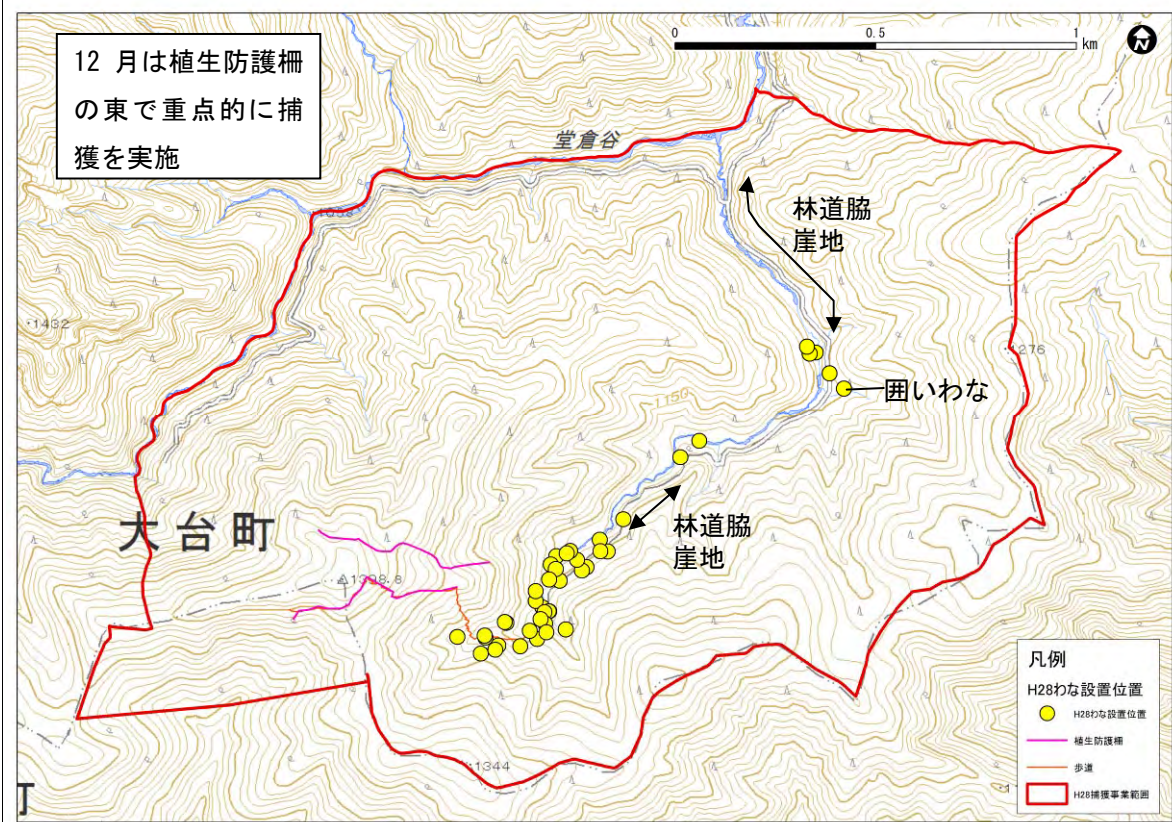 12 月は植生防護柵
の東で重点的に捕
獲を実施
0 0.5 1
km
N
堂倉谷
林道脇
崖地
・1432
・1276
囲いわな
1150
林道脇
崖地
大台町
・1344
凡例
H28わな設置位置
H28わな設置位置
植生防護柵
歩道
H28捕獲事業範囲